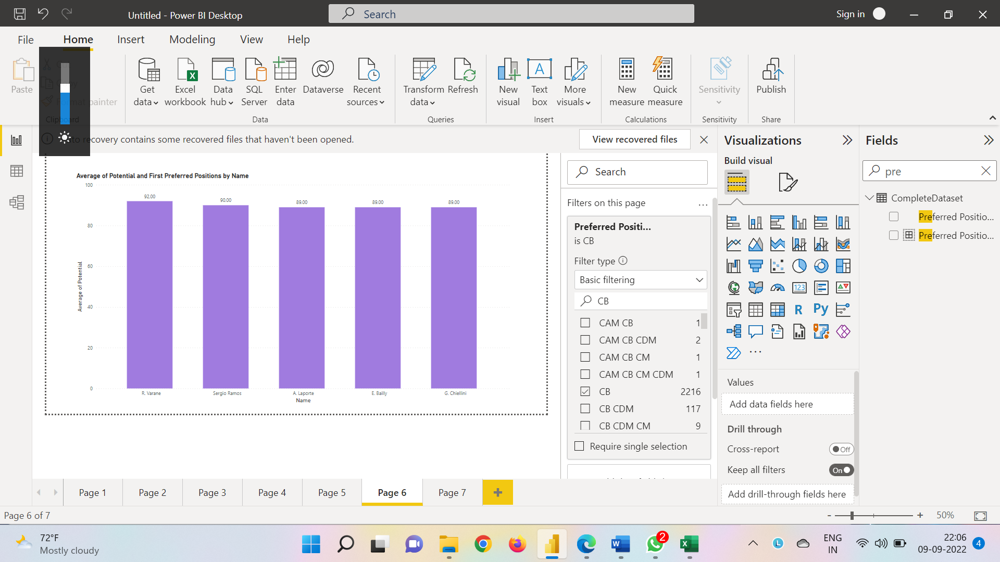 Untitled - Power BI Desktop
Search
Sign in
File
Home
Insert
Modeling
View
Help
Paste
Format painter
Clipboard
Get data
Excel workbook
Data hub
SQL Server
Enter data
Dataverse
Recent sources
Data
Transform data
Refresh
Queries
New visual
Text box
More visuals
Insert
New measure
Quick measure
Calculations
Sensitivity
Sensitivity
Publish
Share
recovery contains some recovered files that haven't been opened.
View recovered files
Average of Potential and First Preferred Positions by Name
100
80
60
40
20
0
Average of Potential
92.00
90.00
89.00
89.00
89.00
R. Varane
Sergio Ramos
A. Laporte
E. Bailly
G. Chiellini
Name
Search
Filters on this page
Preferred Positi...
is CB
Filter type
Basic filtering
CB
CAM CB 1
CAM CB CDM 2
CAM CB CM 1
CAM CB CM CDM 1
CB 2216
CB CDM 117
CB CDM CM 9
Require single selection
Visualizations
Build visual
123
R
Py
Values
Add data fields here
Drill through
Cross-report
Off
Keep all filters
On
Add drill-through fields here
Fields
pre
CompleteDataset
Preferred Positio...
Preferred Positio...
Page 1
Page 2
Page 3
Page 4
Page 5
Page 6
Page 7
Page 6 of 7
- + 50%
72°F
Mostly cloudy
2
ENG
IN
22:06
09-09-2022
4